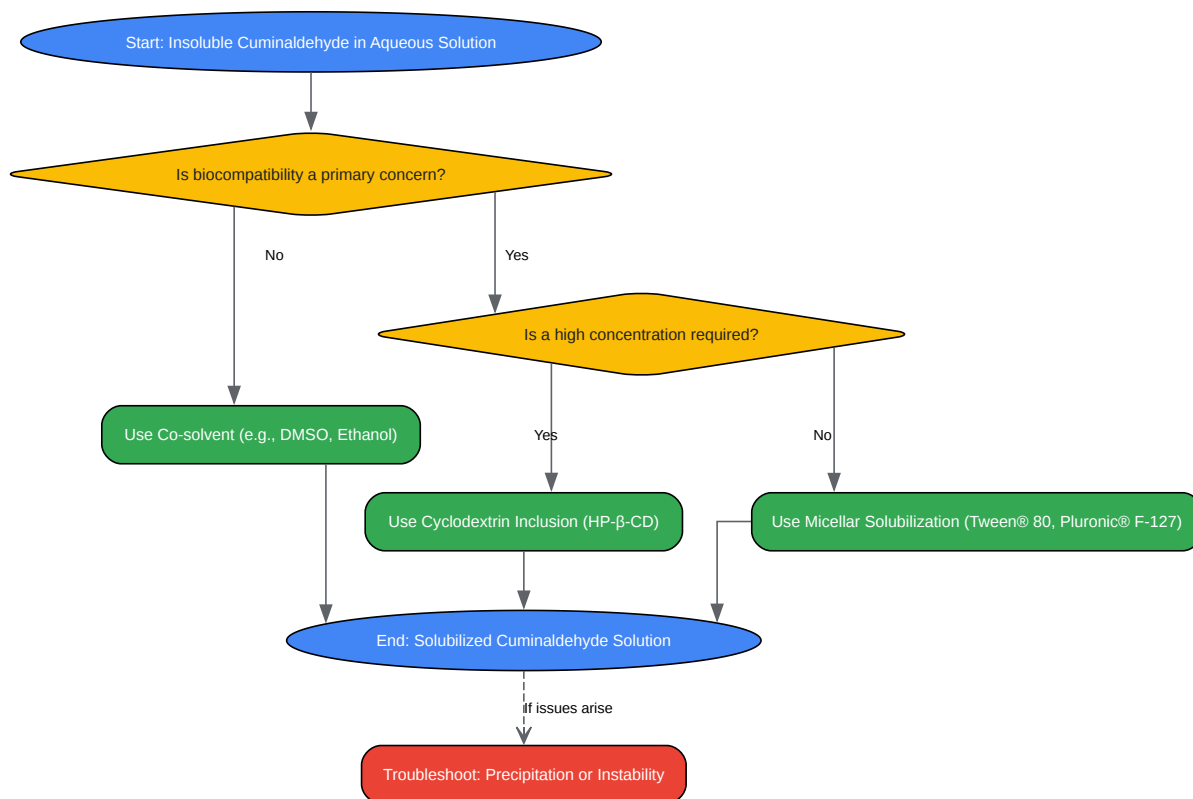 Start: Insoluble Cuminaldehyde in Aqueous Solution
Is biocompatibility a primary concern?
No
Yes
Is a high concentration required?
Use Co-solvent (e.g., DMSO, Ethanol)
Yes
No
Use Cyclodextrin Inclusion (HP-β-CD)
Use Micellar Solubilization (Tween® 80, Pluronic® F-127)
End: Solubilized Cuminaldehyde Solution
If issues arise
Troubleshoot: Precipitation or Instability